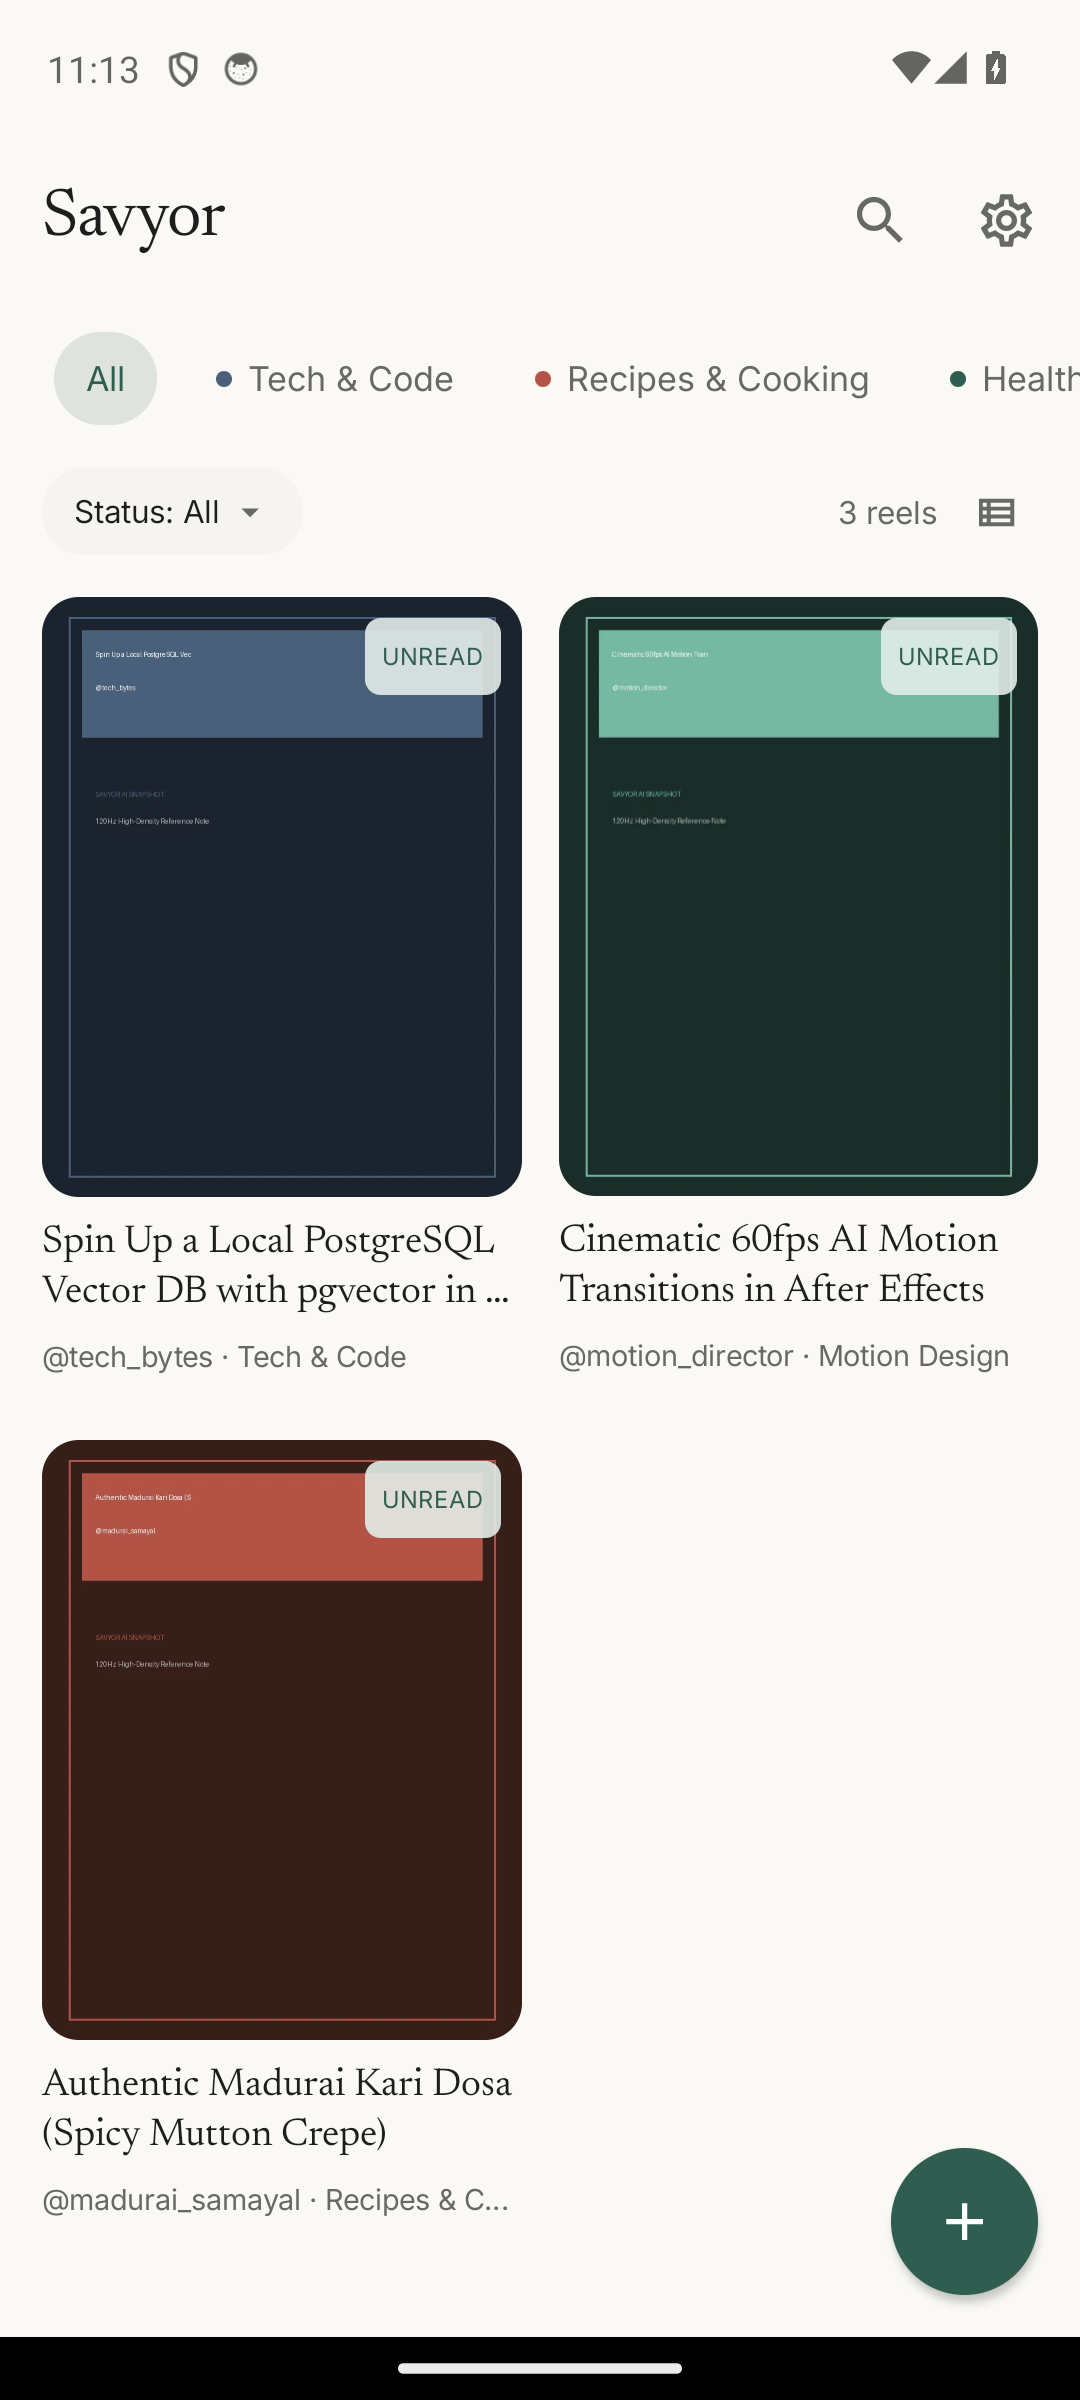 11:13
Savyor
All
Tech & Code
Recipes & Cooking
Health
Status: All
3 reels
Spin Up a Local PostgreSQL Vec
UNREAD
@tech_bytes
SAVYOR AI SNAPSHOT
120Hz High-Density Reference Note
Spin Up a Local PostgreSQL
Vector DB with pgvector in ...
@tech_bytes · Tech & Code
Cinematic 60fps AI Motion Tran
UNREAD
@motion_director
SAVYOR AI SNAPSHOT
120Hz High-Density Reference Note
Cinematic 60fps AI Motion
Transitions in After Effects
@motion_director · Motion Design
Authentic Madurai Kari Dosa (S
UNREAD
@madurai_samayal
SAVYOR AI SNAPSHOT
120Hz High-Density Reference Note
Authentic Madurai Kari Dosa
(Spicy Mutton Crepe)
@madurai_samayal · Recipes & C...